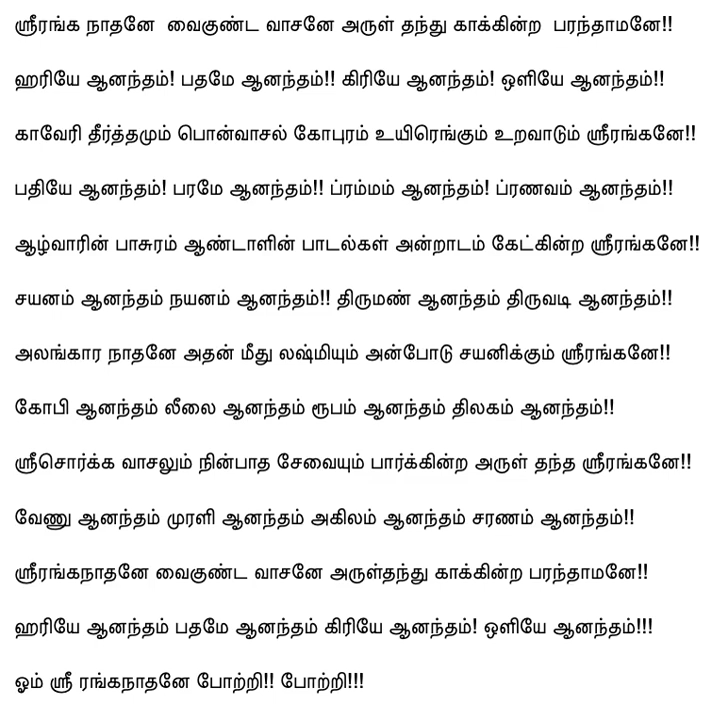 ஸ்ரீரங்க நாதனே வைகுண்ட வாசனே அருள் தந்து காக்கின்ற பரந்தாமனே!!
ஹரியே ஆனந்தம்! பதமே ஆனந்தம்!! கிரியே ஆனந்தம்! ஒளியே ஆனந்தம்!!
காவேரி தீர்த்தமும் பொன்வாசல் கோபுரம் உயிரெங்கும் உறவாடும் ஸ்ரீரங்கனே!!
பதியே ஆனந்தம்! பரமே ஆனந்தம்!! ப்ரம்மம் ஆனந்தம்! ப்ரணவம் ஆனந்தம்!!
ஆழ்வாரின் பாசுரம் ஆண்டாளின் பாடல்கள் அன்றாடம் கேட்கின்ற ஸ்ரீரங்கனே!!
சயனம் ஆனந்தம் நயனம் ஆனந்தம்!! திருமண் ஆனந்தம் திருவடி ஆனந்தம்!!
அலங்கார நாதனே அதன் மீது லஷ்மியும் அன்போடு சயனிக்கும் ஸ்ரீரங்கனே!!
கோபி ஆனந்தம் லீலை ஆனந்தம் ரூபம் ஆனந்தம் திலகம் ஆனந்தம்!!
ஸ்ரீசொர்க்க வாசலும் நின்பாத சேவையும் பார்க்கின்ற அருள் தந்த ஸ்ரீரங்கனே!!
வேணு ஆனந்தம் முரளி ஆனந்தம் அகிலம் ஆனந்தம் சரணம் ஆனந்தம்!!
ஸ்ரீரங்கநாதனே வைகுண்ட வாசனே அருள்தந்து காக்கின்ற பரந்தாமனே!!
ஹரியே ஆனந்தம் பதமே ஆனந்தம் கிரியே ஆனந்தம்! ஒளியே ஆனந்தம்!!!
ஓம் ஸ்ரீ ரங்கநாதனே போற்றி!! போற்றி!!!